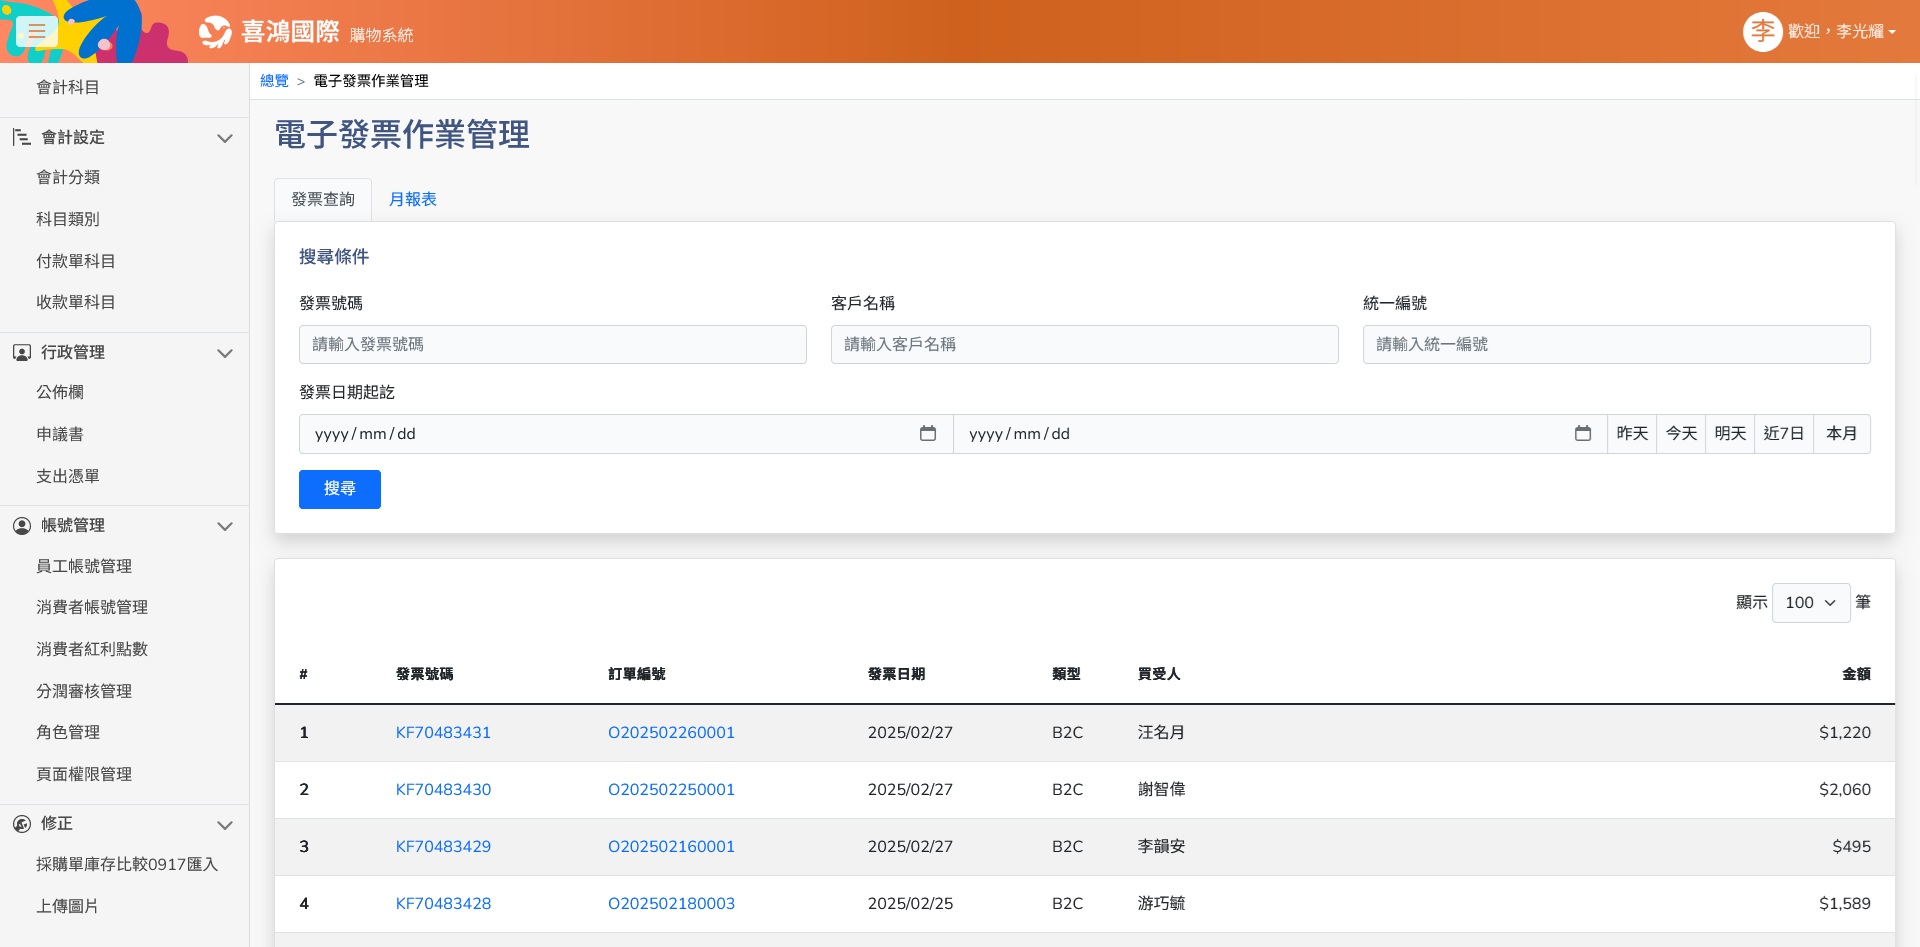 喜鴻國際 購物系統
李 歡迎，李光耀
會計科目
會計設定
會計分類
科目類別
付款單科目
收款單科目
行政管理
公佈欄
申議書
支出憑單
帳號管理
員工帳號管理
消費者帳號管理
消費者紅利點數
分潤審核管理
角色管理
頁面權限管理
修正
採購單庫存比較0917匯入
上傳圖片
總覽 > 電子發票作業管理
電子發票作業管理
發票查詢 月報表
搜尋條件
發票號碼 客戶名稱 統一編號
請輸入發票號碼 請輸入客戶名稱 請輸入統一編號
發票日期起訖
yyyy/mm/dd yyyy/mm/dd 昨天 今天 明天 近7日 本月
搜尋
顯示 100 筆
# 發票號碼 訂單編號 發票日期 類型 買受人 金額
1 KF70483431 O202502260001 2025/02/27 B2C 汪名月 $1,220
2 KF70483430 O202502250001 2025/02/27 B2C 謝智偉 $2,060
3 KF70483429 O202502160001 2025/02/27 B2C 李韻安 $495
4 KF70483428 O202502180003 2025/02/25 B2C 游巧毓 $1,589